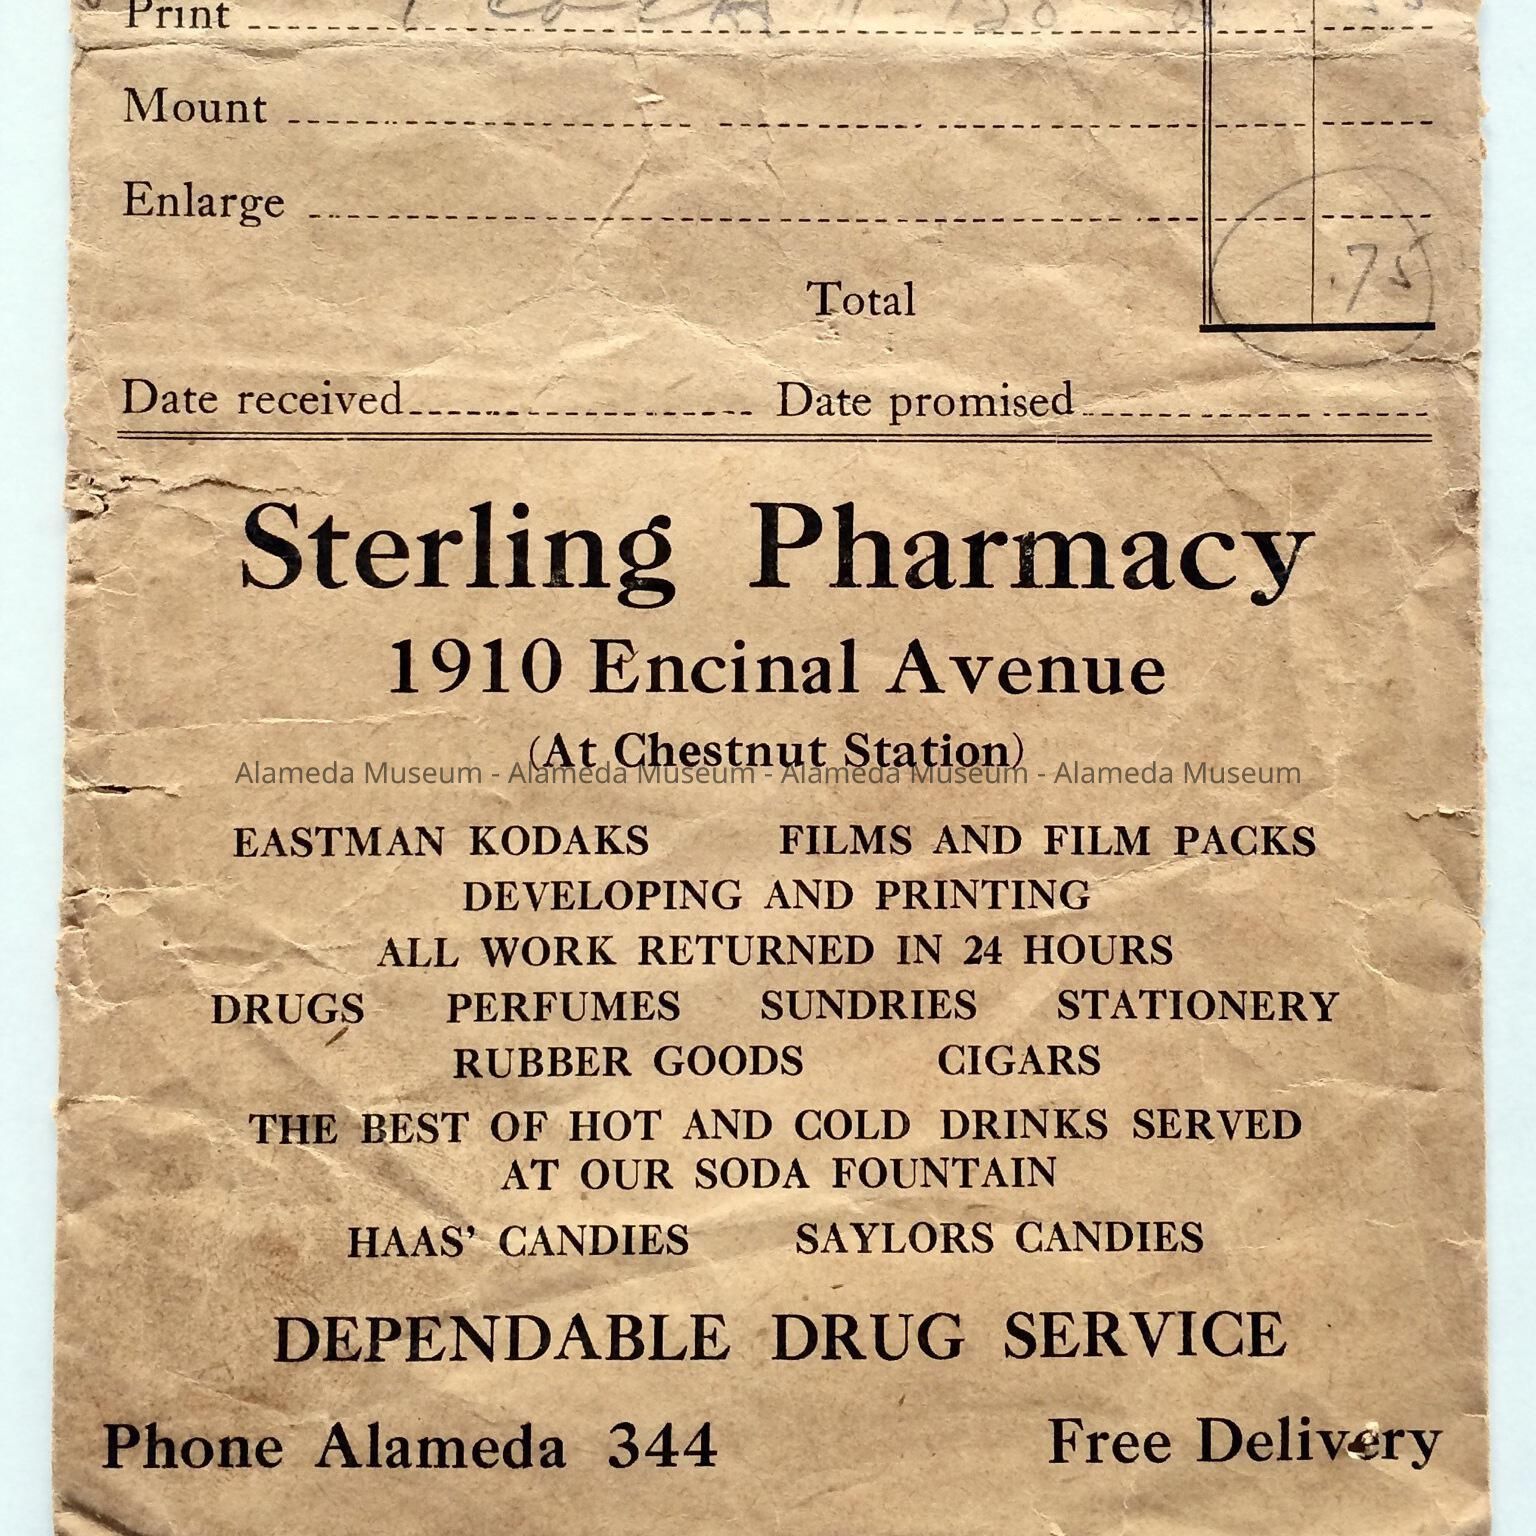 Print
Mount
Enlarge
.75
Total
Date received Date promised
Sterling Pharmacy
1910 Encinal Avenue
(At Chestnut Station)
Alameda Museum - Alameda Museum - Alameda Museum - Alameda Museum
EASTMAN KODAKS FILMS AND FILM PACKS
DEVELOPING AND PRINTING
ALL WORK RETURNED IN 24 HOURS
DRUGS PERFUMES SUNDRIES STATIONERY
RUBBER GOODS CIGARS
THE BEST OF HOT AND COLD DRINKS SERVED
AT OUR SODA FOUNTAIN
HAAS' CANDIES SAYLORS CANDIES
DEPENDABLE DRUG SERVICE
Phone Alameda 344 Free Delivery